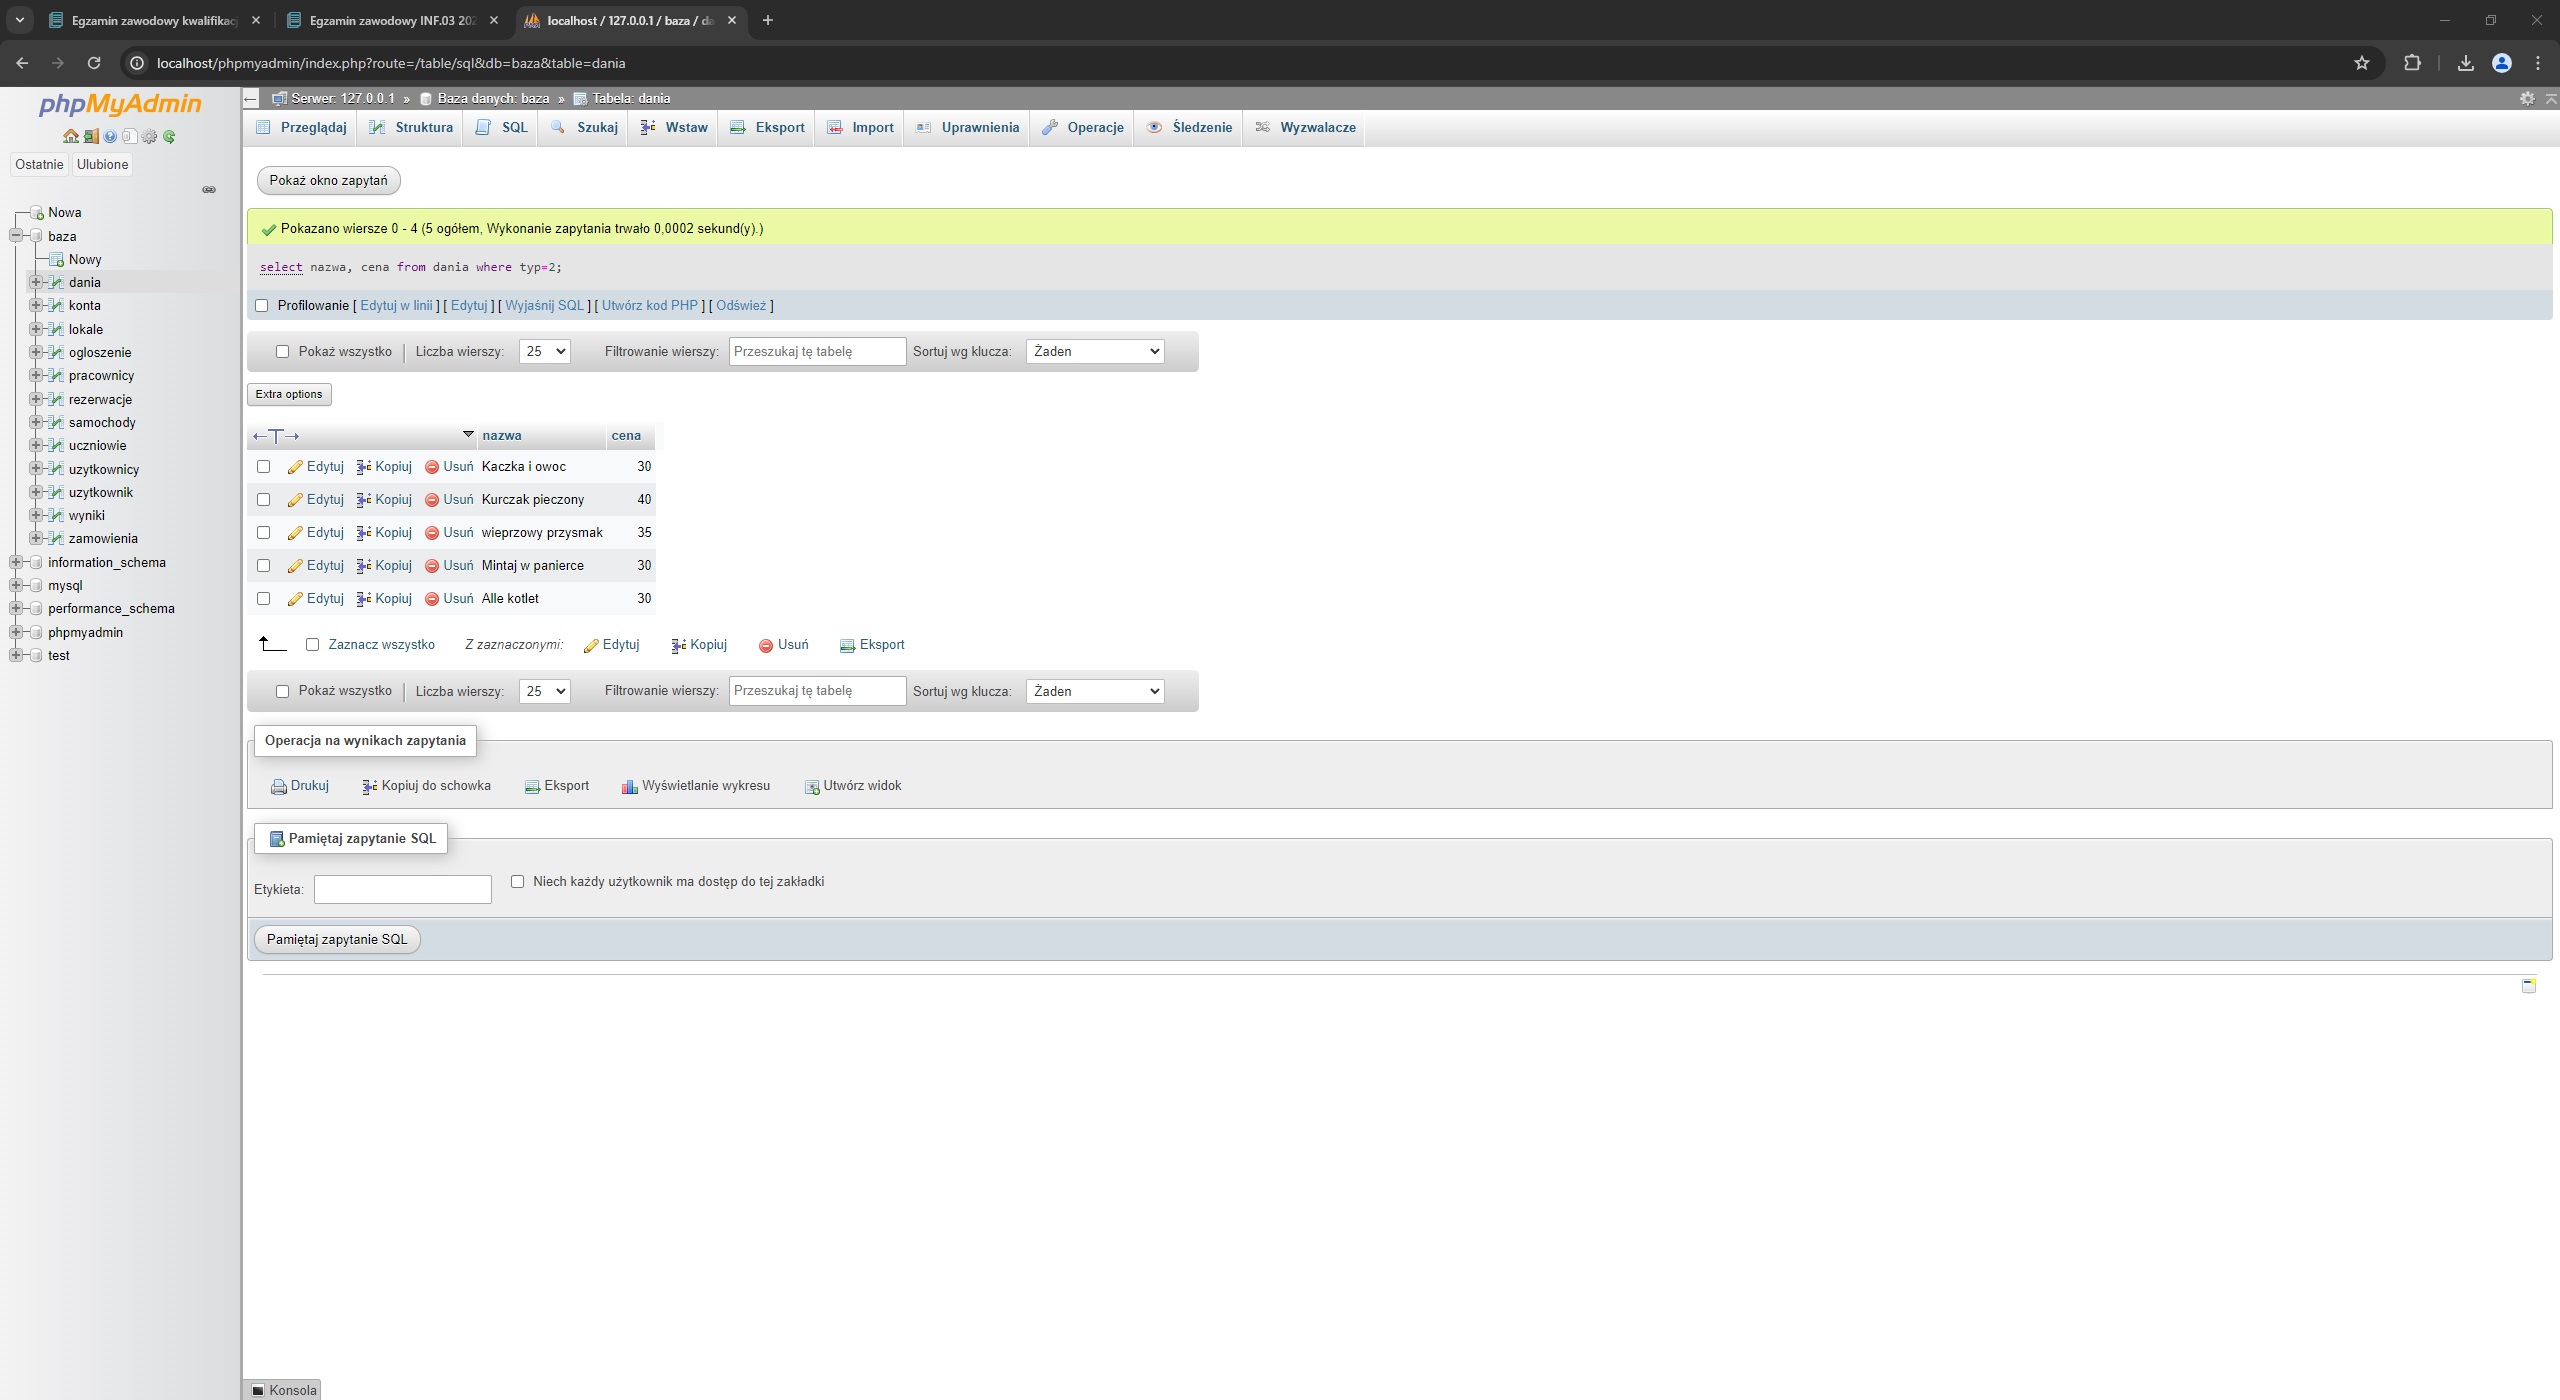 Egzamin zawodowy kwalifikac
Egzamin zawodowy INF.03 202
localhost / 127.0.0.1 / baza / da
localhost/phpmyadmin/index.php?route=/table/sql&db=baza&table=dania
phpMyAdmin
Ostatnie Ulubione
Nowa
baza
Nowy
dania
konta
lokale
ogloszenie
pracownicy
rezerwacje
samochody
uczniowie
uzytkownicy
uzytkownik
wyniki
zamowienia
information_schema
mysql
performance_schema
phpmyadmin
test
Serwer: 127.0.0.1 » Baza danych: baza » Tabela: dania
Przeglądaj Struktura SQL Szukaj Wstaw Eksport Import Uprawnienia Operacje Śledzenie Wyzwalacze
Pokaż okno zapytań
Pokazano wiersze 0 - 4 (5 ogółem, Wykonanie zapytania trwało 0,0002 sekund(y).)
select nazwa, cena from dania where typ=2;
Profilowanie [ Edytuj w linii ] [ Edytuj ] [ Wyjaśnij SQL ] [ Utwórz kod PHP ] [ Odśwież ]
Pokaż wszystko | Liczba wierszy: 25 Filtrowanie wierszy: Przeszukaj tę tabelę Sortuj wg klucza: Żaden
Extra options
←T→ nazwa cena
Edytuj Kopiuj Usuń Kaczka i owoc 30
Edytuj Kopiuj Usuń Kurczak pieczony 40
Edytuj Kopiuj Usuń wieprzowy przysmak 35
Edytuj Kopiuj Usuń Mintaj w panierce 30
Edytuj Kopiuj Usuń Alle kotlet 30
Zaznacz wszystko Z zaznaczonymi: Edytuj Kopiuj Usuń Eksport
Pokaż wszystko | Liczba wierszy: 25 Filtrowanie wierszy: Przeszukaj tę tabelę Sortuj wg klucza: Żaden
Operacja na wynikach zapytania
Drukuj Kopiuj do schowka Eksport Wyświetlanie wykresu Utwórz widok
Pamiętaj zapytanie SQL
Etykieta: Niech każdy użytkownik ma dostęp do tej zakładki
Pamiętaj zapytanie SQL
Konsola